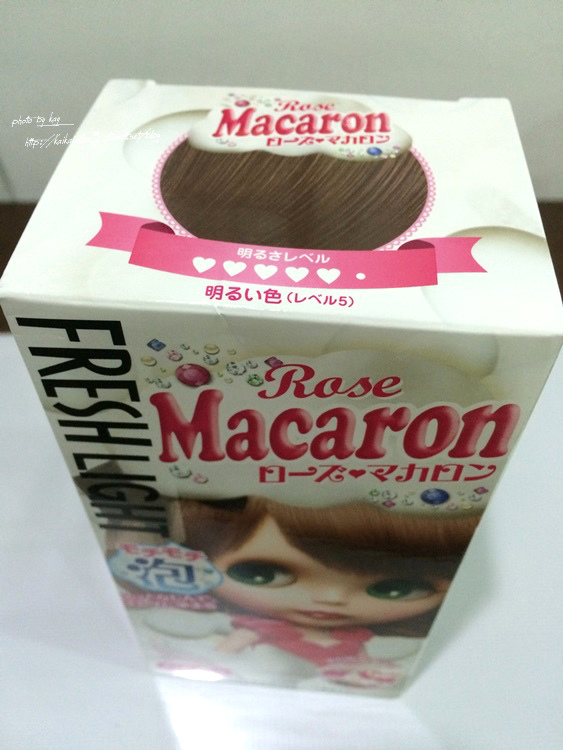 photo by kay
Rose
Macaron
ローズ♥マカロン
明るさレベル
明るい色(レベル5)
FRESHLIGHT
Rose
Macaron
ローズ♥マカロン
モチモチ
泡